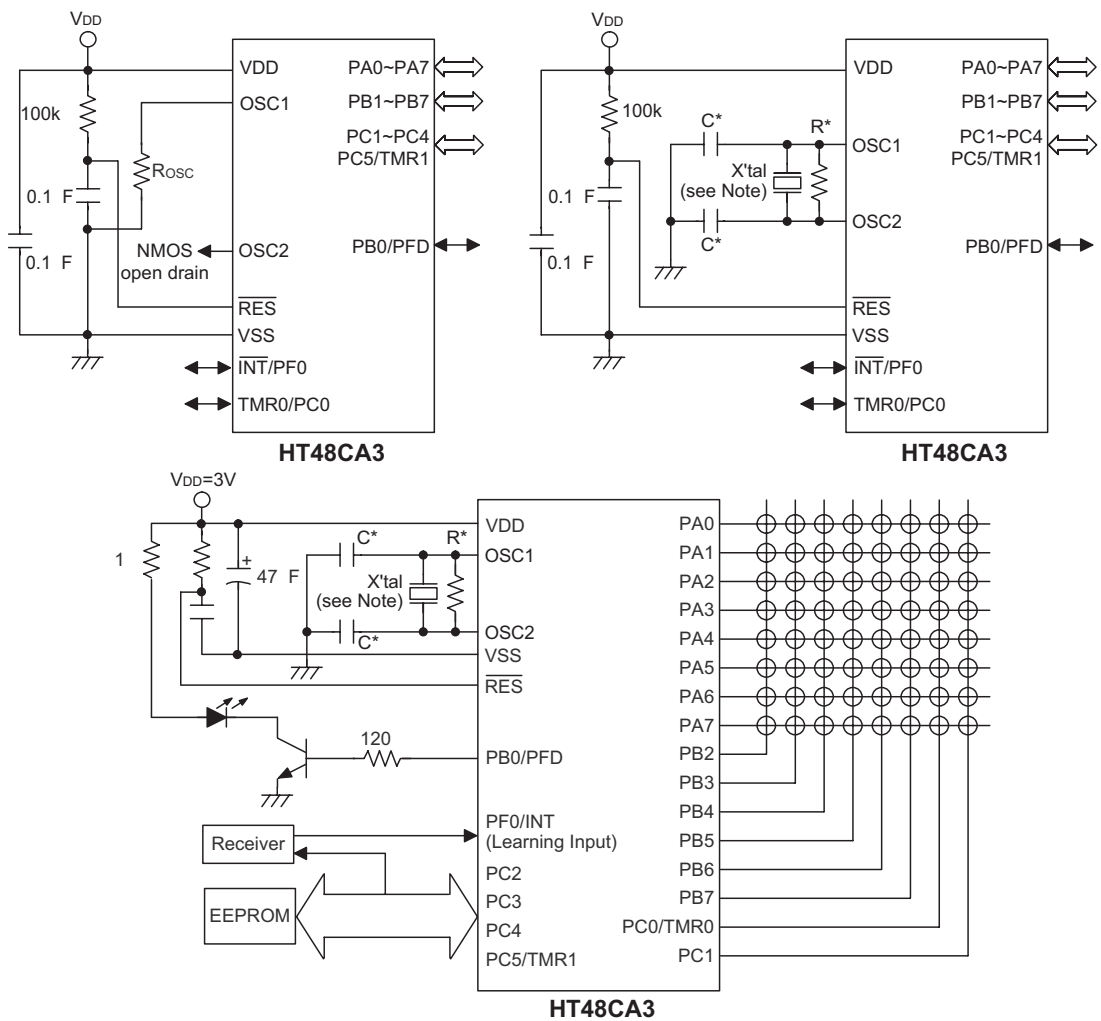 VDD
VDD
100k
0.1 F
0.1 F
ROSC
NMOS
open drain
VDD
OSC1
OSC2
RES
VSS
INT/PF0
TMR0/PC0
PA0~PA7
PB1~PB7
PC1~PC4
PC5/TMR1
PB0/PFD
HT48CA3
100k
0.1 F
0.1 F
C*
R*
X'tal
(see Note)
C*
VDD
OSC1
OSC2
RES
VSS
INT/PF0
TMR0/PC0
PA0~PA7
PB1~PB7
PC1~PC4
PC5/TMR1
PB0/PFD
HT48CA3
VDD=3V
1
+
47 F
C*
R*
X'tal
(see Note)
C*
120
Receiver
EEPROM
VDD
OSC1
OSC2
VSS
RES
PB0/PFD
PF0/INT
(Learning Input)
PC2
PC3
PC4
PC5/TMR1
PA0
PA1
PA2
PA3
PA4
PA5
PA6
PA7
PB2
PB3
PB4
PB5
PB6
PB7
PC0/TMR0
PC1
HT48CA3